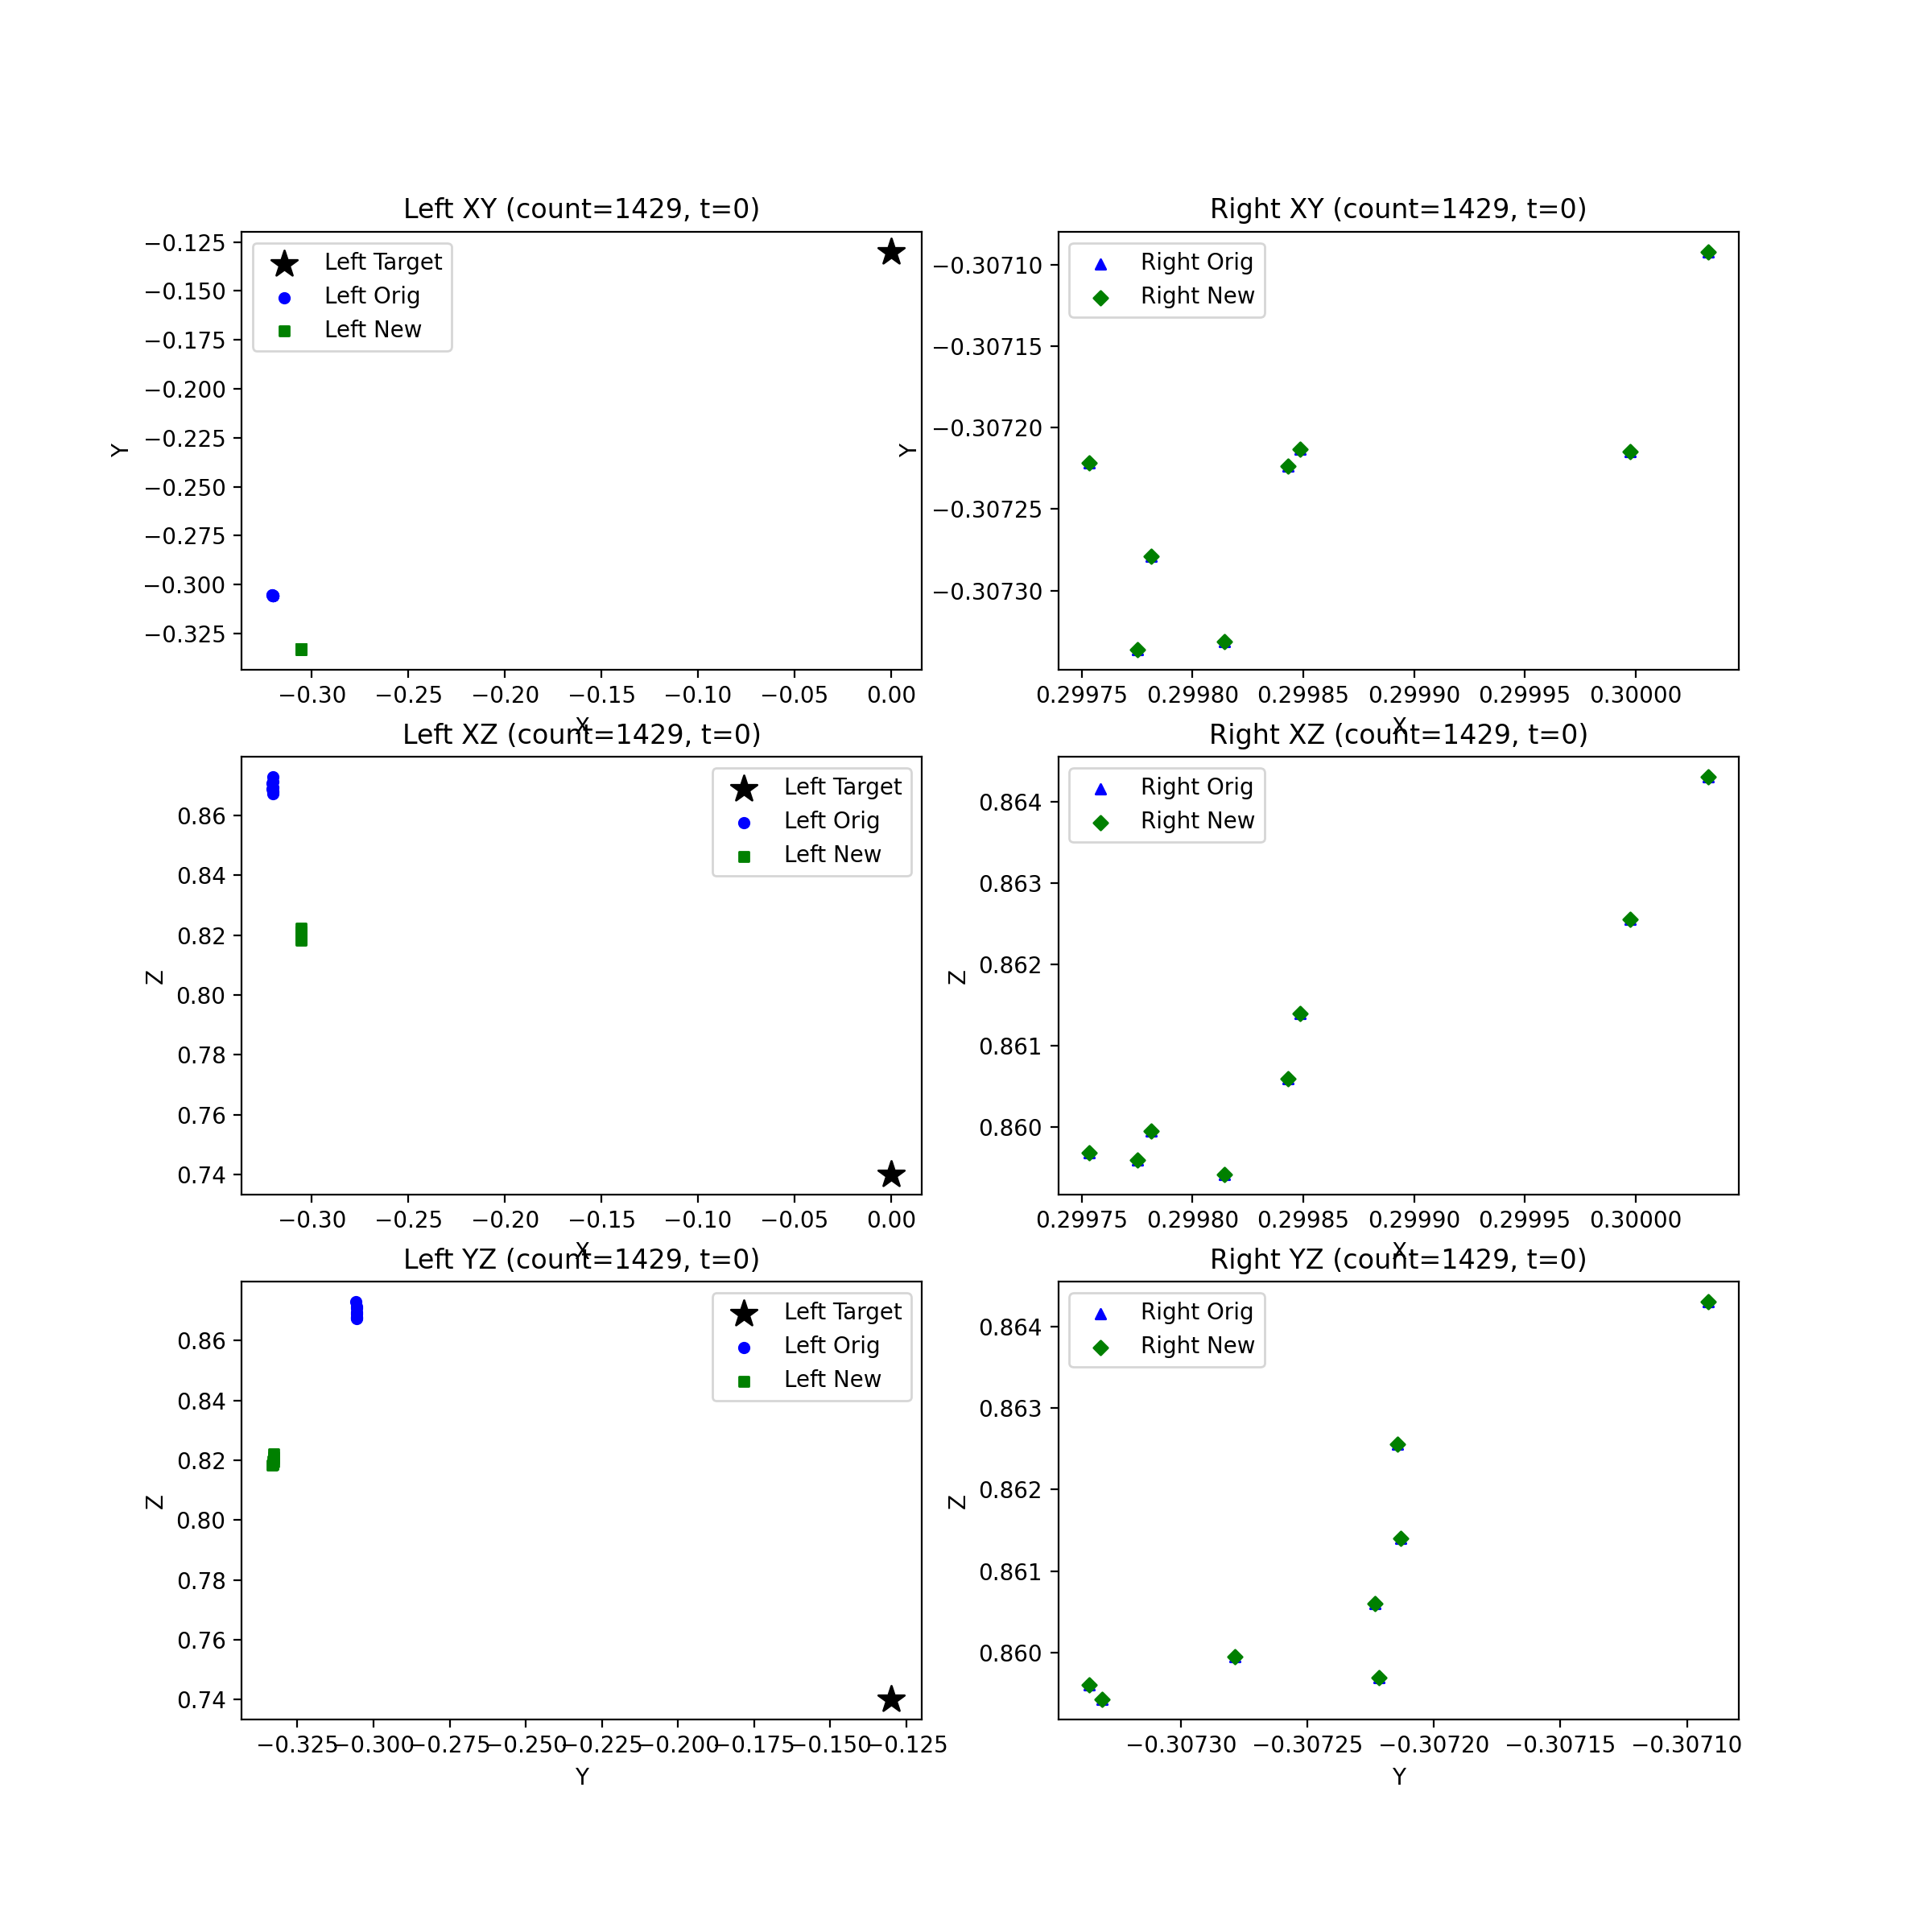 Left XY (count=1429, t=0)
Left Target
Left Orig
Left New
−0.125
−0.150
−0.175
−0.200
−0.225
−0.250
−0.275
−0.300
−0.325
Y
−0.30 −0.25 −0.20 −0.15 −0.10 −0.05 0.00
X
Right XY (count=1429, t=0)
Right Orig
Right New
−0.30710
−0.30715
−0.30720
−0.30725
−0.30730
Y
0.29975 0.29980 0.29985 0.29990 0.29995 0.30000
X
Left XZ (count=1429, t=0)
Left Target
Left Orig
Left New
0.86
0.84
0.82
0.80
0.78
0.76
0.74
Z
−0.30 −0.25 −0.20 −0.15 −0.10 −0.05 0.00
X
Right XZ (count=1429, t=0)
Right Orig
Right New
0.864
0.863
0.862
0.861
0.860
Z
0.29975 0.29980 0.29985 0.29990 0.29995 0.30000
X
Left YZ (count=1429, t=0)
Left Target
Left Orig
Left New
0.86
0.84
0.82
0.80
0.78
0.76
0.74
Z
−0.325 −0.300 −0.275 −0.250 −0.225 −0.200 −0.175 −0.150 −0.125
Y
Right YZ (count=1429, t=0)
Right Orig
Right New
0.864
0.863
0.862
0.861
0.860
Z
−0.30730 −0.30725 −0.30720 −0.30715 −0.30710
Y